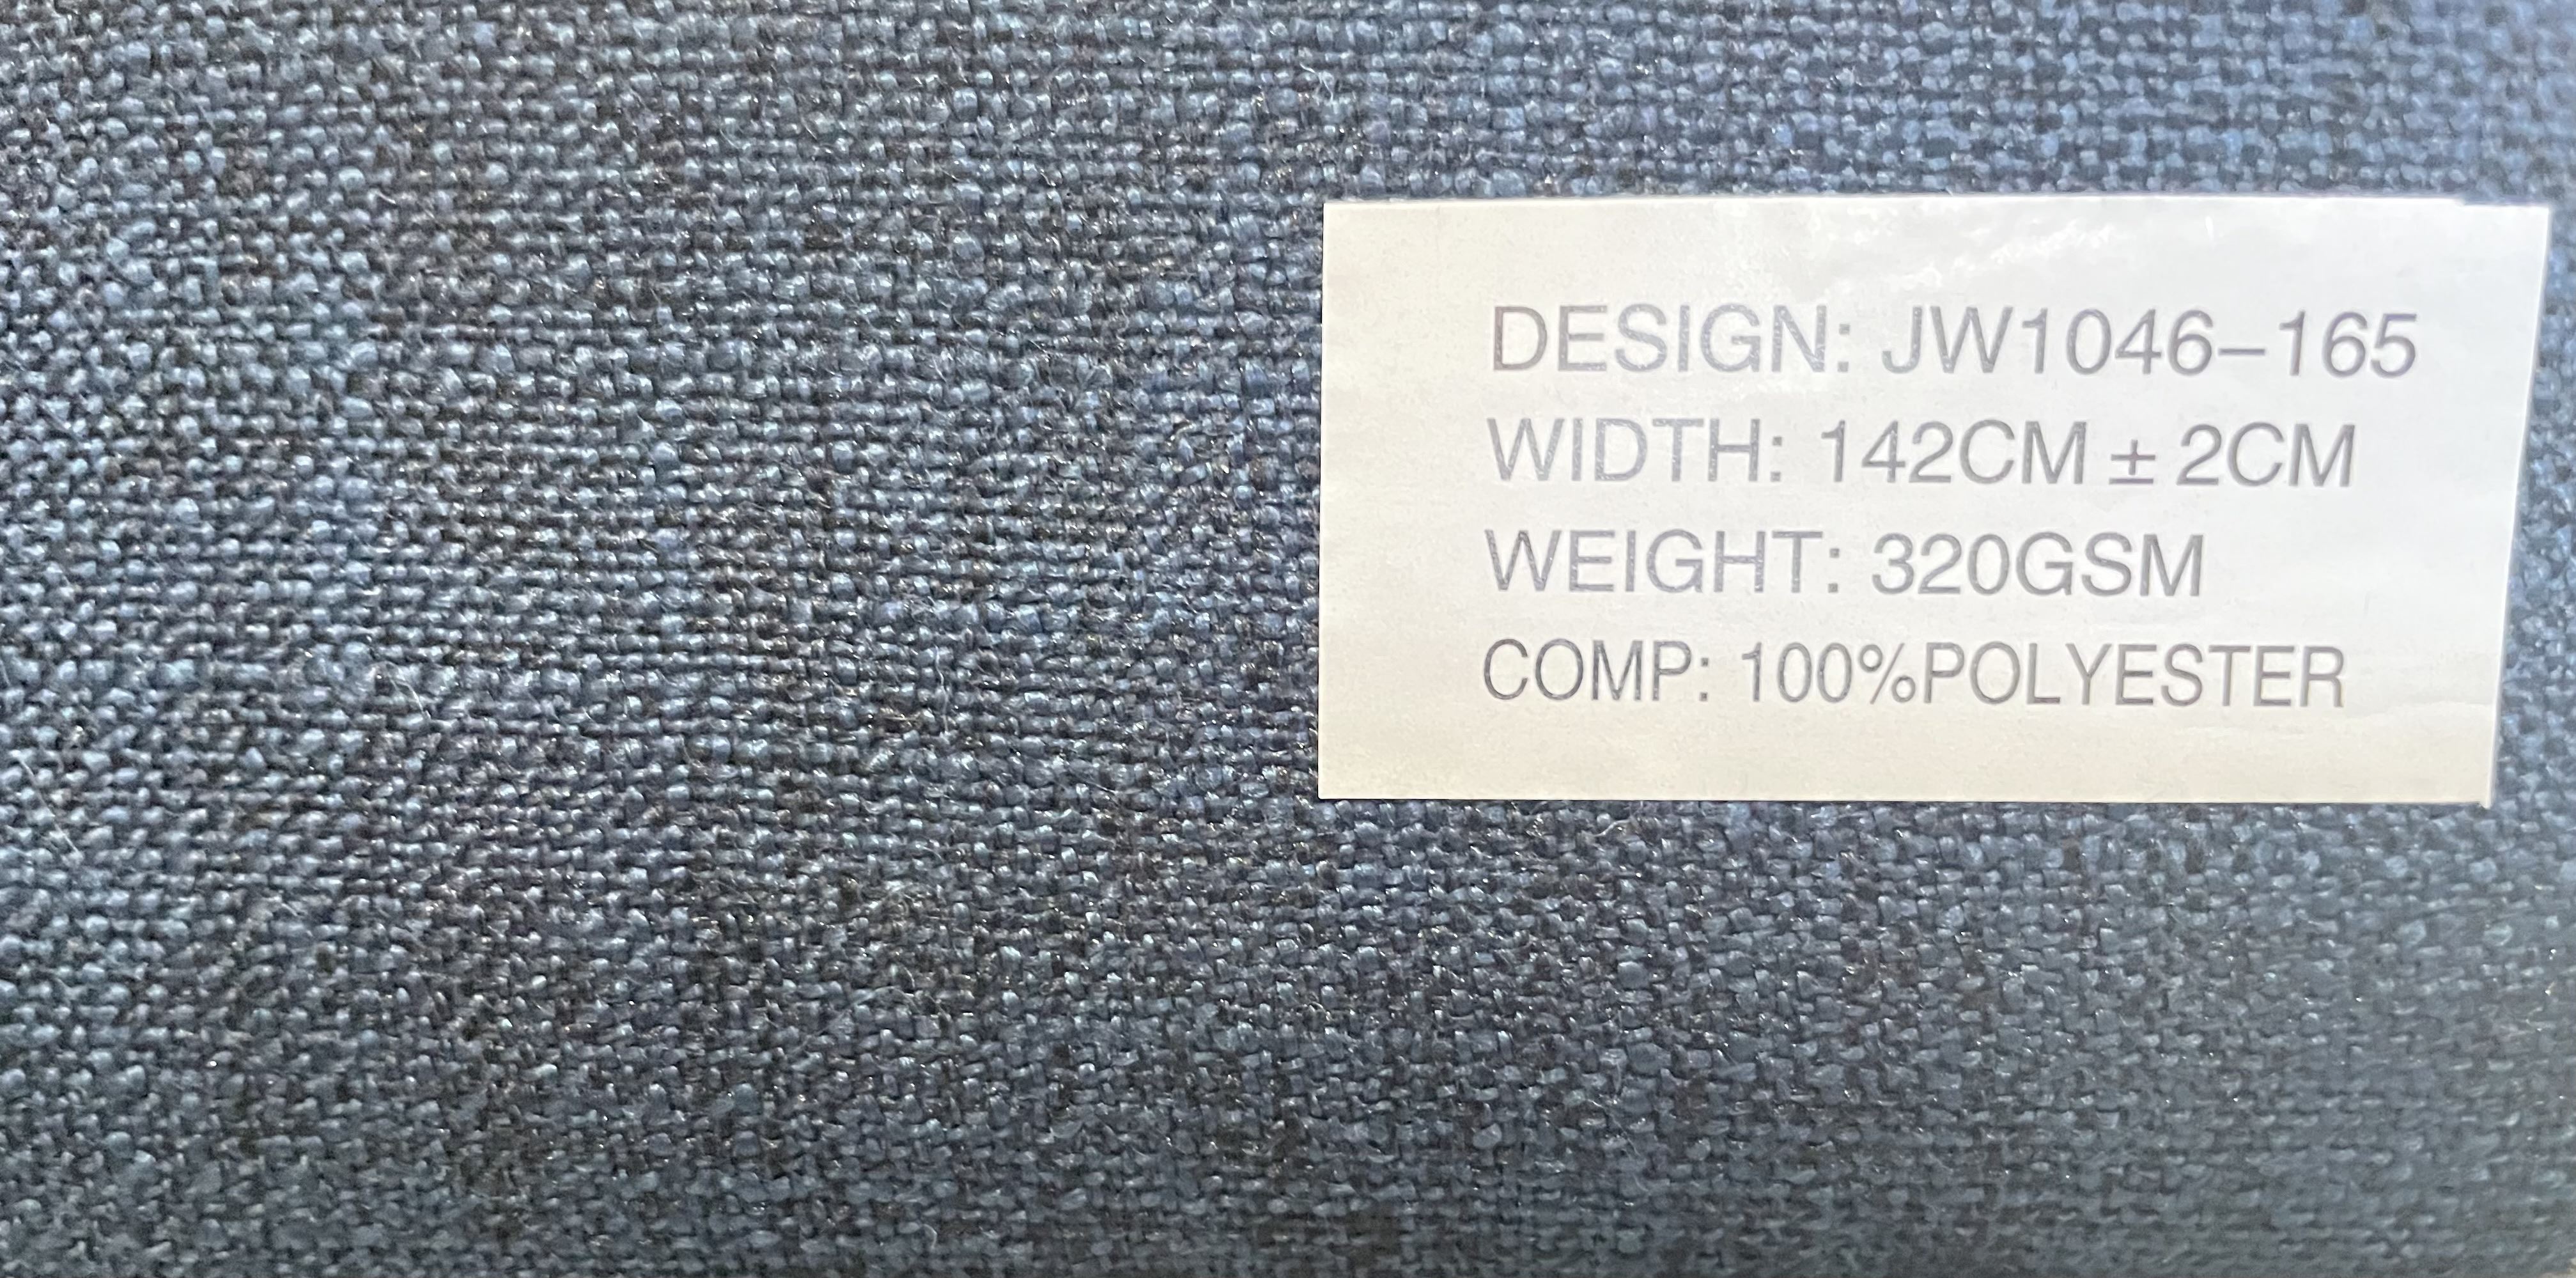 DESIGN: JW1046-165
WIDTH: 142CM ± 2CM
WEIGHT: 320GSM
COMP: 100%POLYESTER